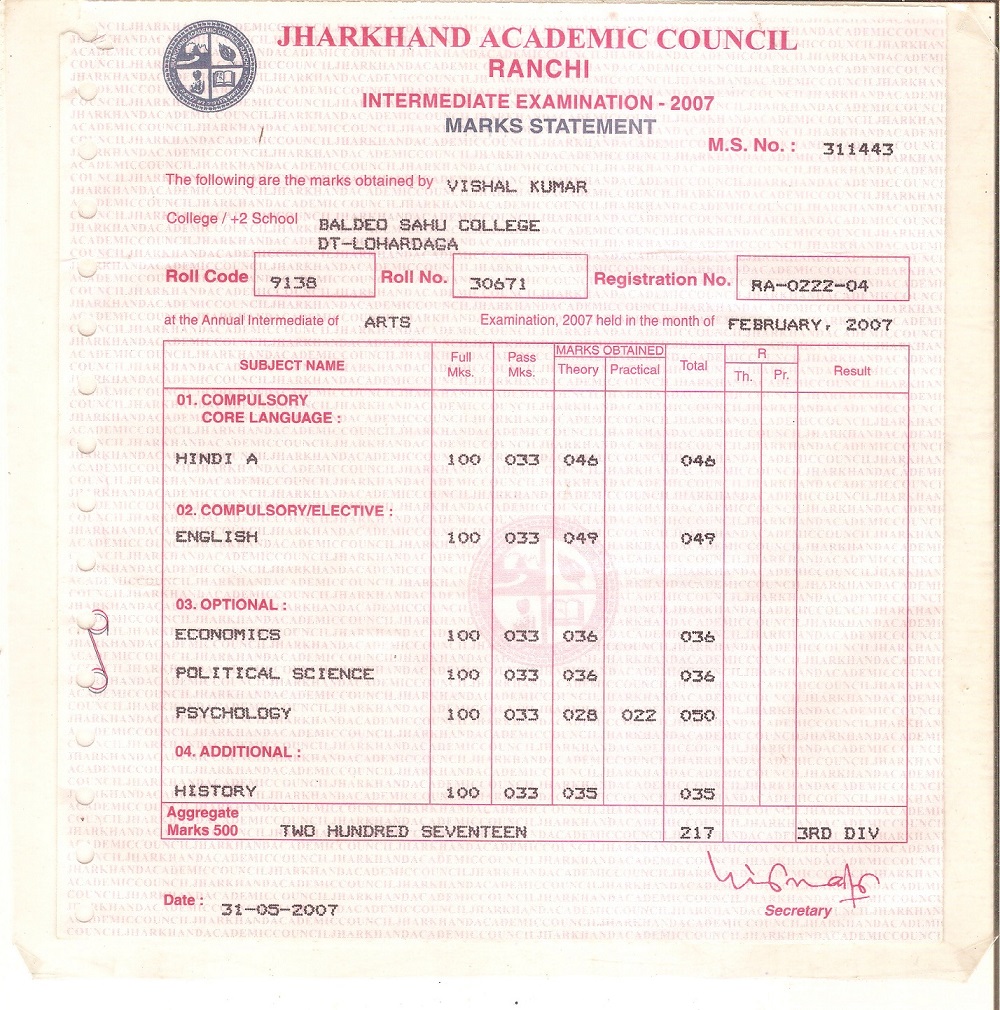 JHARKHAND ACADEMIC COUNCIL
RANCHI
INTERMEDIATE EXAMINATION - 2007
MARKS STATEMENT
M.S. No. : 311443
The following are the marks obtained by VISHAL KUMAR
College / +2 School BALDEO SAHU COLLEGE
DT-LOHARDAGA
Roll Code 9138 Roll No. 30671 Registration No. RA-0222-04
at the Annual Intermediate of ARTS Examination, 2007 held in the month of FEBRUARY, 2007
SUBJECT NAME Full Mks. Pass Mks. MARKS OBTAINED Theory Practical Total R Th. Pr. Result
01. COMPULSORY
CORE LANGUAGE :
HINDI A 100 033 046 046
02. COMPULSORY/ELECTIVE :
ENGLISH 100 033 049 049
03. OPTIONAL :
ECONOMICS 100 033 036 036
POLITICAL SCIENCE 100 033 036 036
PSYCHOLOGY 100 033 028 022 050
04. ADDITIONAL :
HISTORY 100 033 035 035
Aggregate
Marks 500 TWO HUNDRED SEVENTEEN 217 3RD DIV
Date : 31-05-2007
Secretary